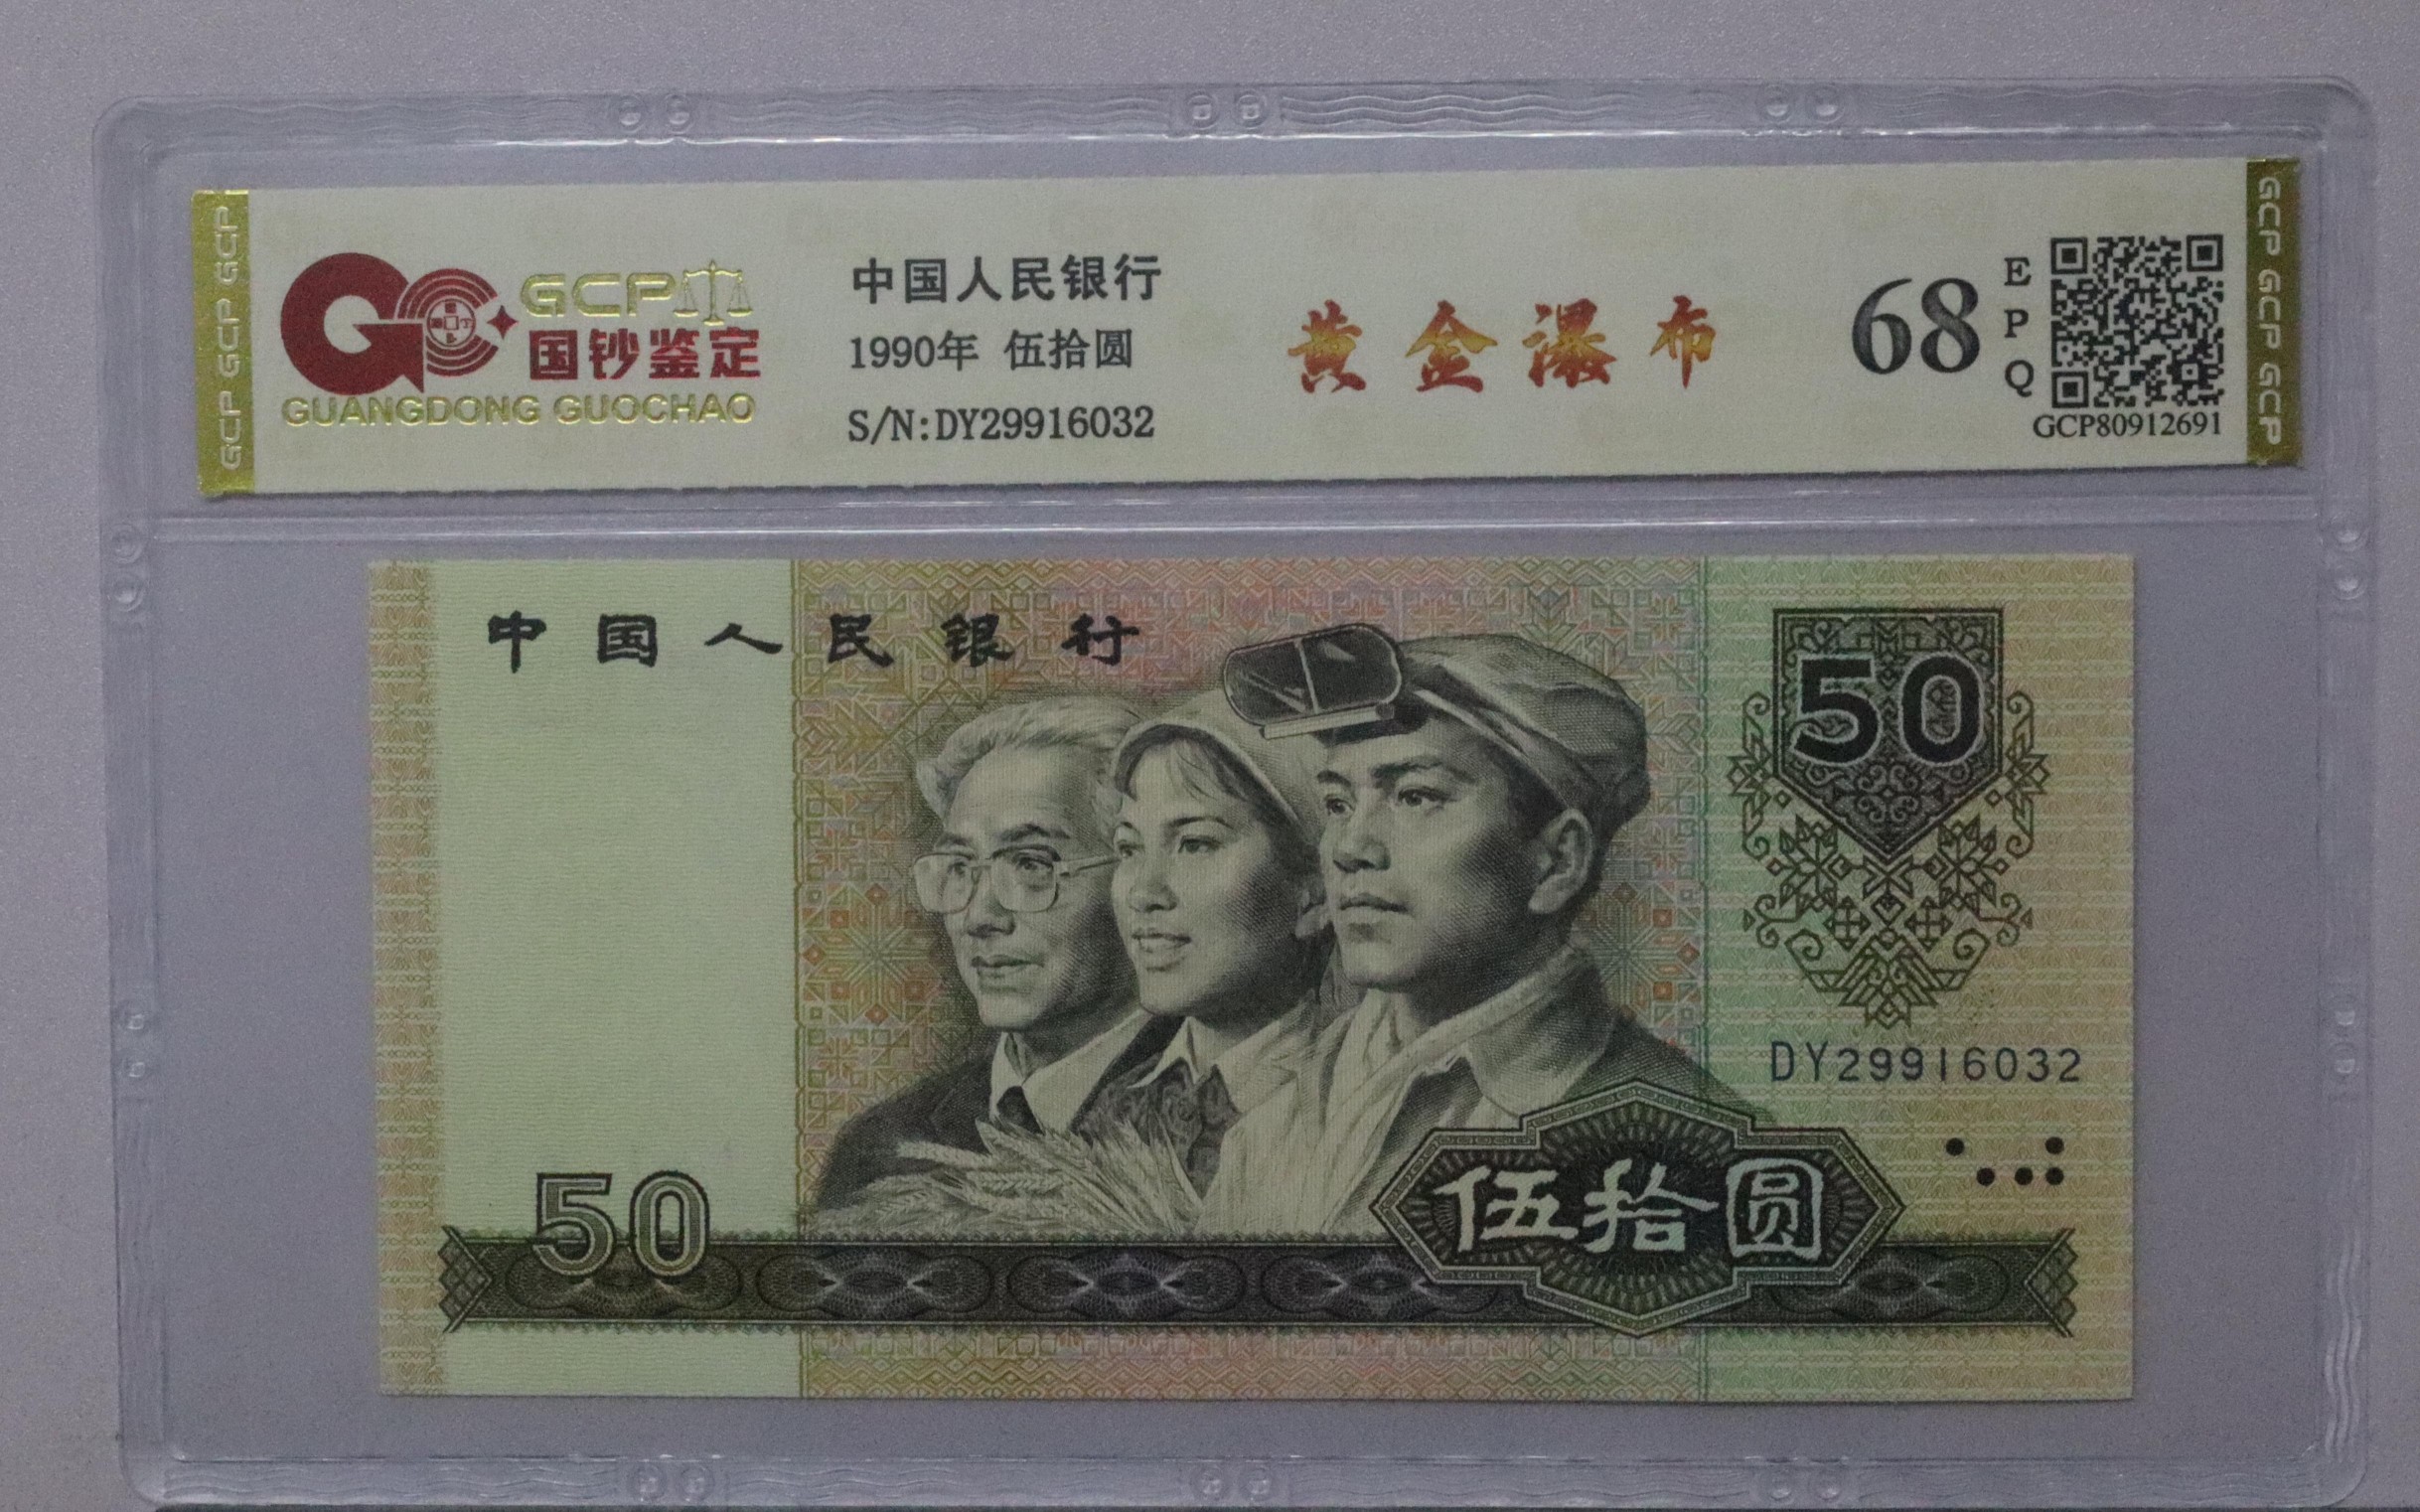 GCP GCP GCP
GCP
国钞鉴定
GUANGDONG GUOCHAO
中国人民银行
1990年 伍拾圆
S/N:DY29916032
黄金瀑布
68
EPQ
GCP80912691
GCP GCP GCP
中国人民银行
50
DY29916032
50
伍拾圆